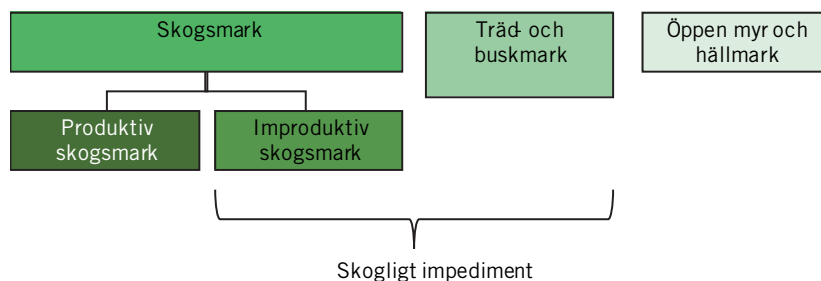 Skogsmark
Träd- och
buskmark
Öppen myr och
hällmark
Produktiv
skogsmark
Improduktiv
skogsmark
Skogligt impediment